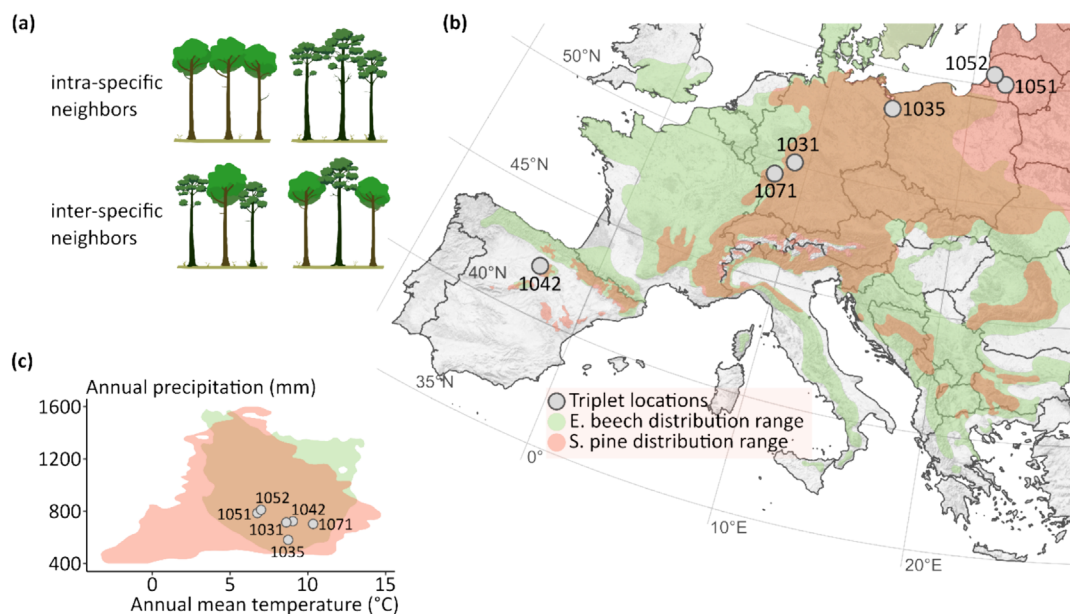 (a)
intra-specific
neighbors
inter-specific
neighbors
(b)
50°N
45°N
40°N
35°N
0°
10°E
20°E
1052
1051
1035
1031
1071
1042
Triplet locations
E. beech distribution range
S. pine distribution range
(c)
Annual precipitation (mm)
1600
1200
800
400
1052
1051
1042
1031
1071
1035
0
5
10
15
Annual mean temperature (°C)